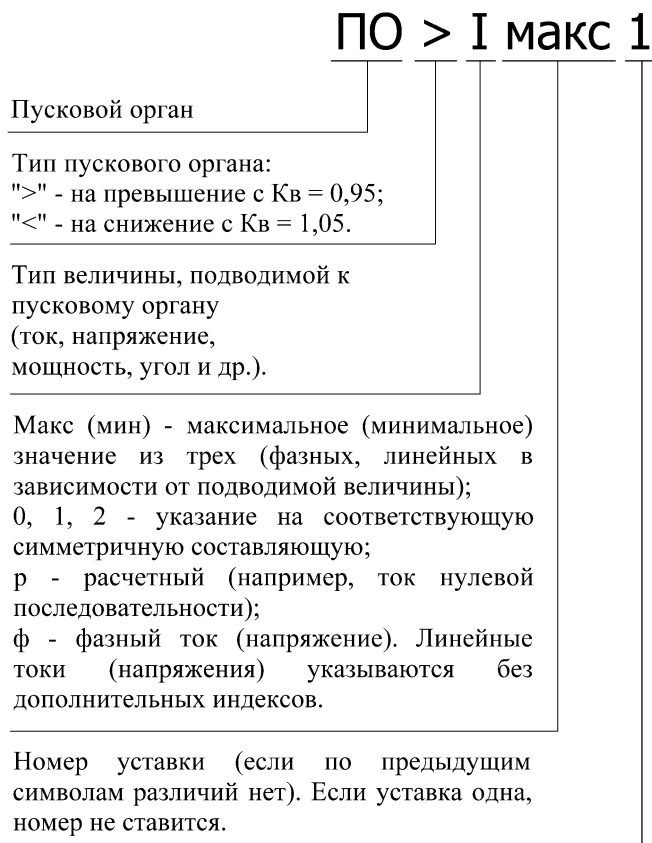 ПО > I макс 1
Пусковой орган
Тип пускового органа:
">" - на превышение с Кв = 0,95;
"<" - на снижение с Кв = 1,05.
Тип величины, подводимой к
пусковому органу
(ток, напряжение,
мощность, угол и др.).
Макс (мин) - максимальное (минимальное)
значение из трех (фазных, линейных в
зависимости от подводимой величины);
0, 1, 2 - указание на соответствующую
симметричную составляющую;
р - расчетный (например, ток нулевой
последовательности);
ф - фазный ток (напряжение). Линейные
токи (напряжения) указываются без
дополнительных индексов.
Номер уставки (если по предыдущим
символам различий нет). Если уставка одна,
номер не ставится.